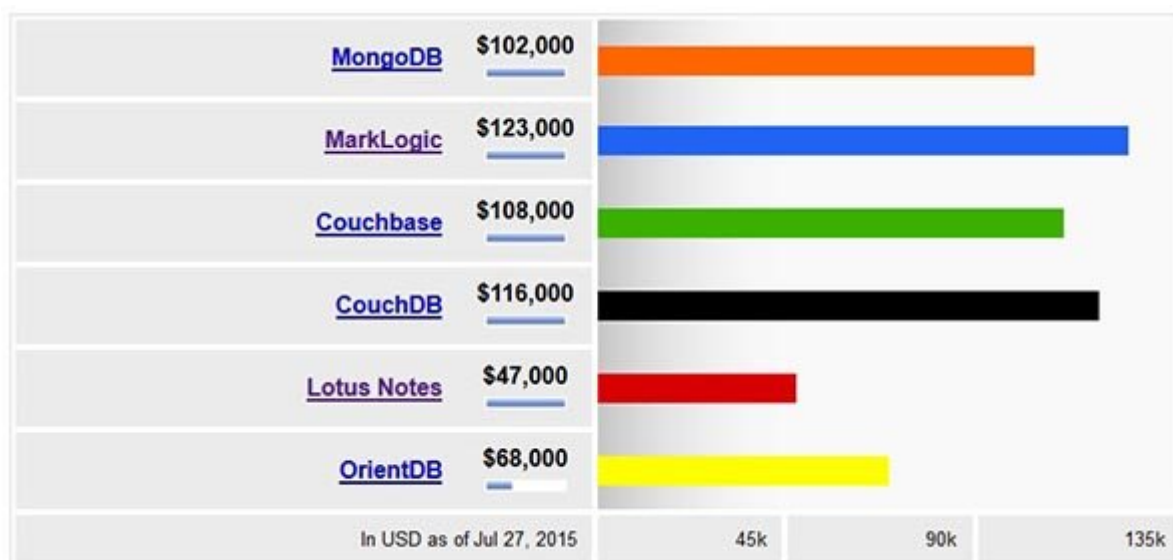 MongoDB $102,000
MarkLogic $123,000
Couchbase $108,000
CouchDB $116,000
Lotus Notes $47,000
OrientDB $68,000
In USD as of Jul 27, 2015 45k 90k 135k